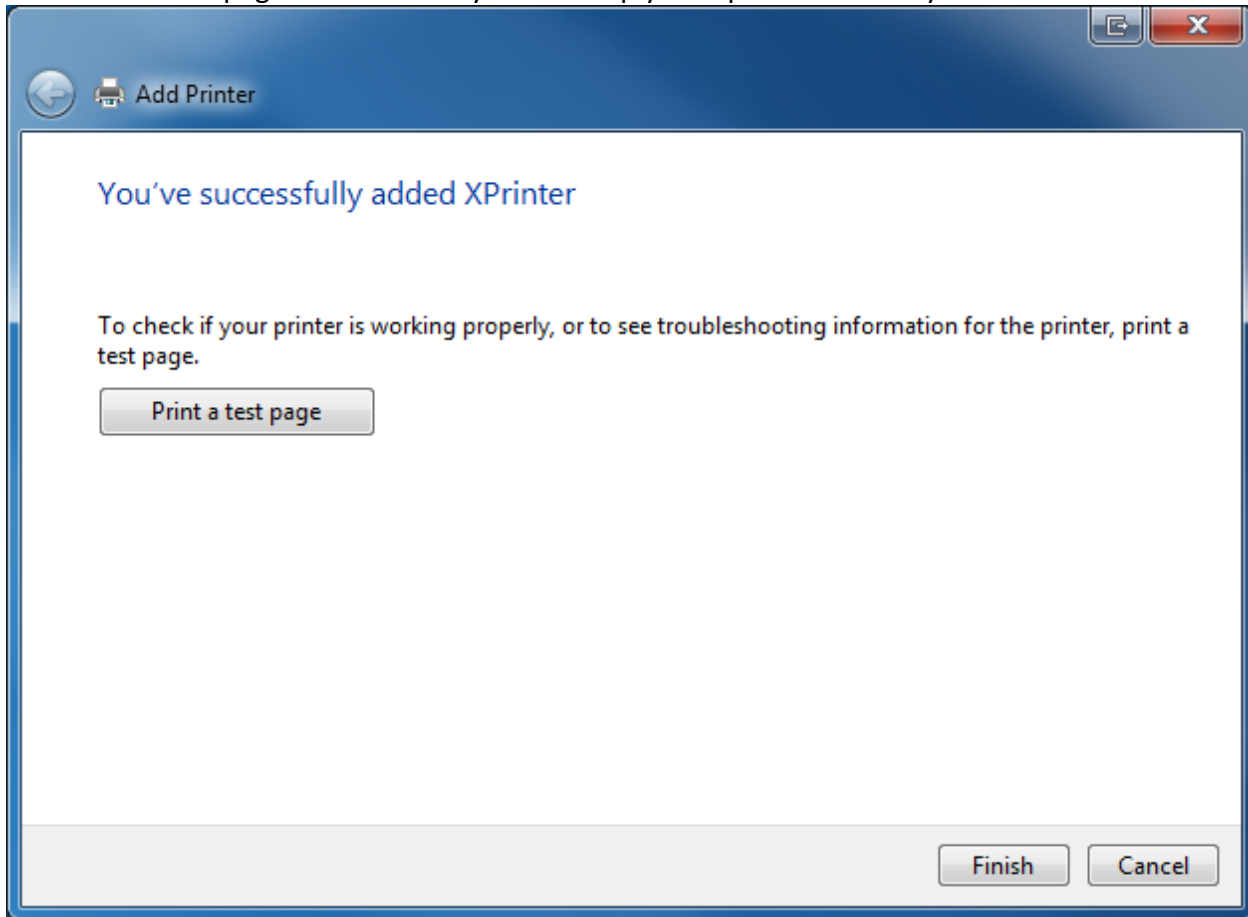 Add Printer
You've successfully added XPrinter
To check if your printer is working properly, or to see troubleshooting information for the printer, print a
test page.
Print a test page
Finish Cancel